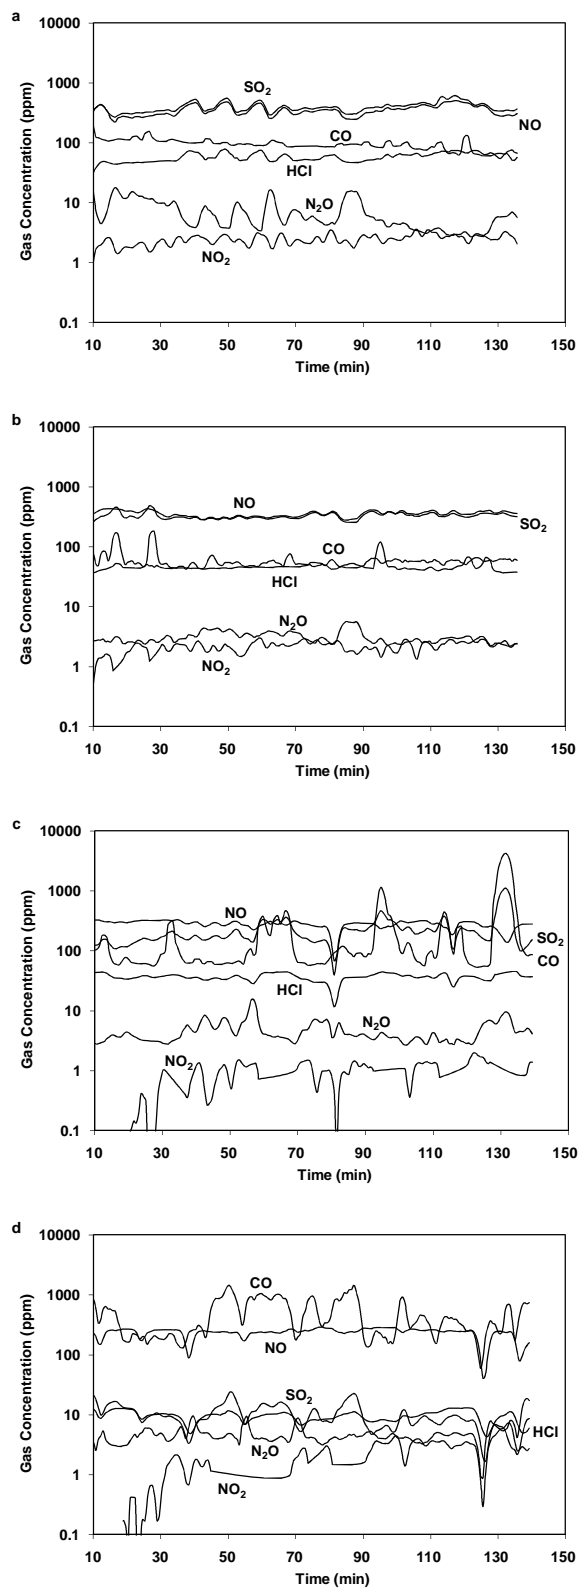 a
10000
1000
100
10
1
0.1
Gas Concentration (ppm)
SO2
NO
CO
HCl
N2O
NO2
10 30 50 70 90 110 130 150
Time (min)
b
10000
1000
100
10
1
0.1
Gas Concentration (ppm)
NO
SO2
CO
HCl
N2O
NO2
10 30 50 70 90 110 130 150
Time (min)
c
10000
1000
100
10
1
0.1
Gas Concentration (ppm)
NO
SO2
CO
HCl
N2O
NO2
10 30 50 70 90 110 130 150
Time (min)
d
10000
1000
100
10
1
0.1
Gas Concentration (ppm)
CO
NO
SO2
HCl
N2O
NO2
10 30 50 70 90 110 130 150
Time (min)